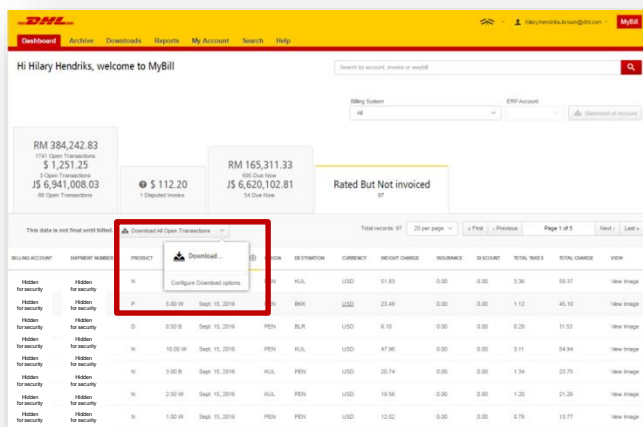 DHL
hilary.hendriks-brown@dhl.com MyBill
Dashboard Archive Downloads Reports My Account Search Help
Hi Hilary Hendriks, welcome to MyBill
Search by account, invoice or waybill
Billing System ERP Account
All Statement of Account
RM 384,242.83
1741 Open Transactions
$ 1,251.25
3 Open Transactions
J$ 6,941,008.03
66 Open Transactions
$ 112.20
1 Disputed Invoice
RM 165,311.33
695 Due Now
J$ 6,620,102.81
54 Due Now
Rated But Not invoiced
97
This data is not final until billed. Download All Open Transactions Total records: 97 20 per page « First ‹ Previous Page 1 of 5 Next › Last »
Download...
Configure Download options
BILLING ACCOUNT SHIPMENT NUMBER PRODUCT ORIGIN DESTINATION CURRENCY WEIGHT CHARGE INSURANCE DISCOUNT TOTAL TAXES TOTAL CHARGE VIEW
Hidden for security Hidden for security N KUL USD 51.83 0.00 0.00 3.36 59.37 View Image
Hidden for security Hidden for security P 5.00 W Sept. 15, 2016 BKK USD 23.49 0.00 0.00 1.12 46.10 View Image
Hidden for security Hidden for security D 0.50 B Sept. 15, 2016 PEN BLR USD 6.10 0.00 0.00 0.28 11.53 View Image
Hidden for security Hidden for security N 10.00 W Sept. 15, 2016 PEN KUL USD 47.96 0.00 0.00 3.11 54.94 View Image
Hidden for security Hidden for security N 3.00 B Sept. 15, 2016 KUL PEN USD 20.74 0.00 0.00 1.34 23.75 View Image
Hidden for security Hidden for security N 2.50 W Sept. 15, 2016 KUL PEN USD 18.56 0.00 0.00 1.20 21.26 View Image
Hidden for security Hidden for security N 1.00 W Sept. 15, 2016 PEN PEN USD 12.02 0.00 0.00 0.78 13.77 View Image